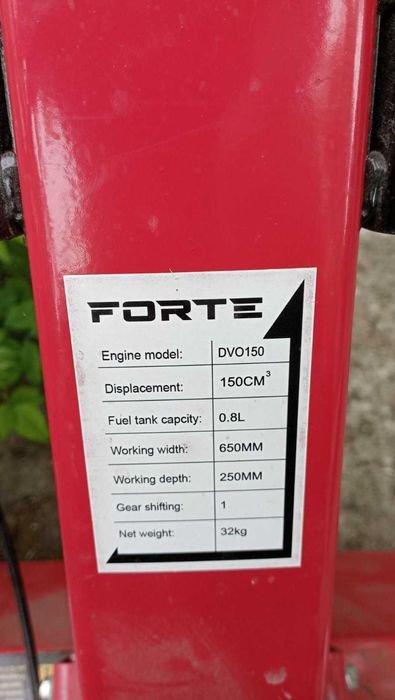 FORTE
Engine model: DVO150
Displacement: 150CM³
Fuel tank capcity: 0.8L
Working width: 650MM
Working depth: 250MM
Gear shifting: 1
Net weight: 32kg